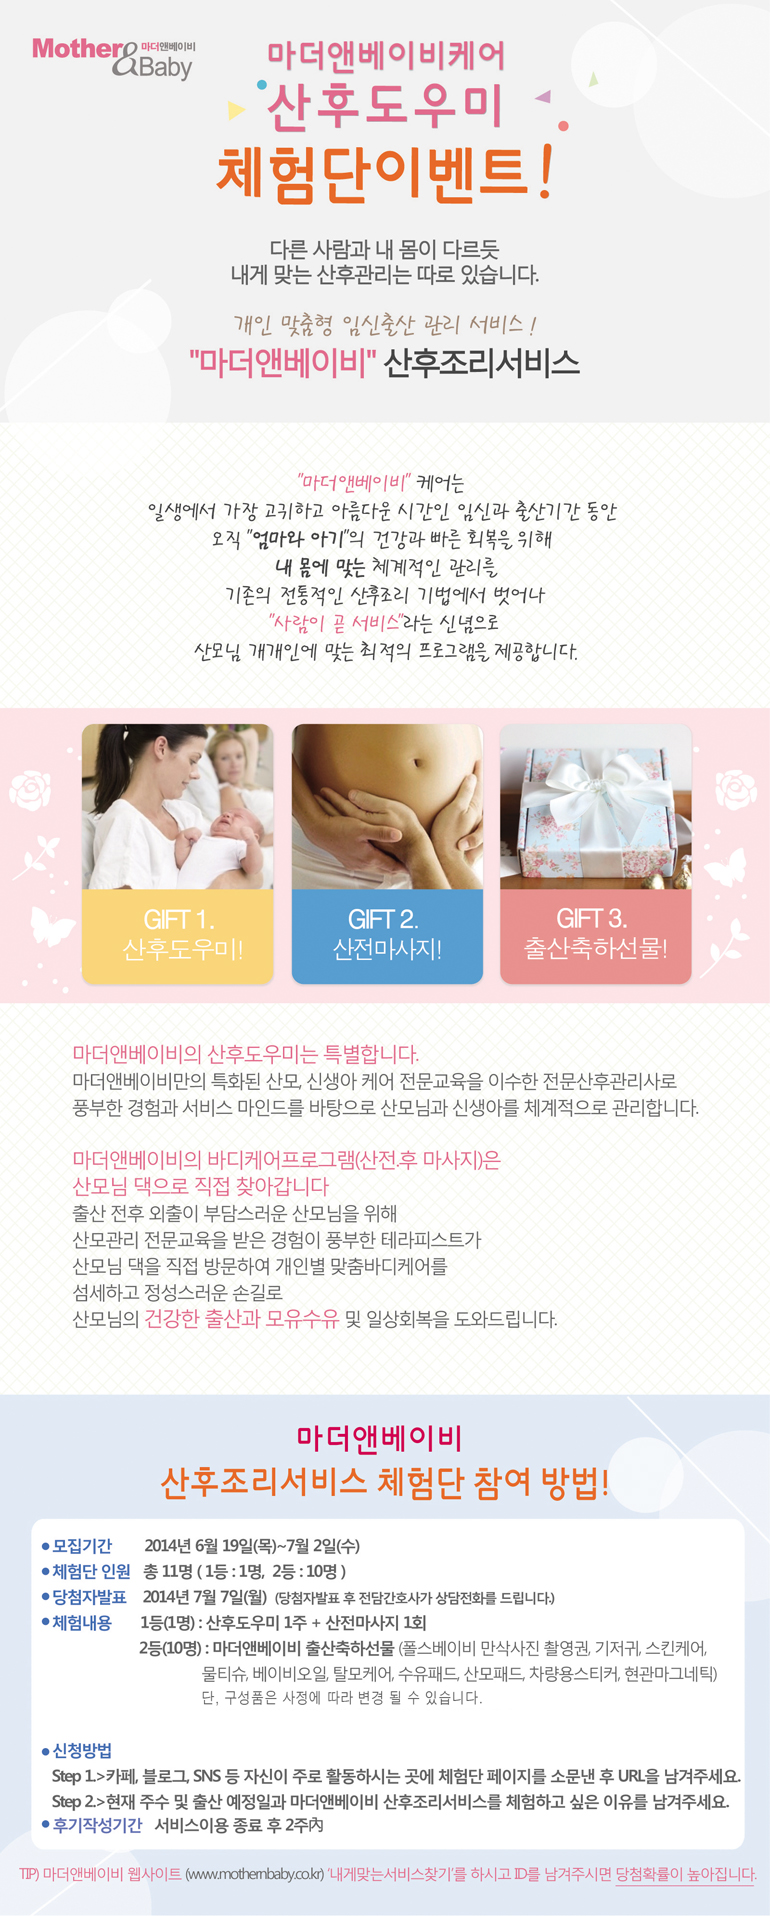 Mother&Baby 마더앤베이비
마더앤베이비케어
산후도우미
체험단이벤트!
다른 사람과 내 몸이 다르듯
내게 맞는 산후관리는 따로 있습니다.
개인 맞춤형 임신출산 관리 서비스!
"마더앤베이비" 산후조리서비스
"마더앤베이비" 케어는
일생에서 가장 고귀하고 아름다운 시간인 임신과 출산기간 동안
오직 "엄마와 아기"의 건강과 빠른 회복을 위해
내 몸에 맞는 체계적인 관리를
기존의 전통적인 산후조리 기법에서 벗어나
"사람이 곧 서비스"라는 신념으로
산모님 개개인에 맞는 최적의 프로그램을 제공합니다.
GIFT 1.
산후도우미!
GIFT 2.
산전마사지!
GIFT 3.
출산축하선물!
마더앤베이비의 산후도우미는 특별합니다.
마더앤베이비만의 특화된 산모, 신생아 케어 전문교육을 이수한 전문산후관리사로
풍부한 경험과 서비스 마인드를 바탕으로 산모님과 신생아를 체계적으로 관리합니다.
마더앤베이비의 바디케어프로그램(산전.후 마사지)은
산모님 댁으로 직접 찾아갑니다
출산 전후 외출이 부담스러운 산모님을 위해
산모관리 전문교육을 받은 경험이 풍부한 테라피스트가
산모님 댁을 직접 방문하여 개인별 맞춤바디케어를
섬세하고 정성스러운 손길로
산모님의 건강한 출산과 모유수유 및 일상회복을 도와드립니다.
마더앤베이비
산후조리서비스 체험단 참여 방법!
● 모집기간 2014년 6월 19일(목)~7월 2일(수)
● 체험단 인원 총 11명 ( 1등 : 1명, 2등 : 10명 )
● 당첨자발표 2014년 7월 7일(월) (당첨자발표 후 전담간호사가 상담전화를 드립니다.)
● 체험내용 1등(1명) : 산후도우미 1주 + 산전마사지 1회
2등(10명) : 마더앤베이비 출산축하선물 (폴스베이비 만삭사진 촬영권, 기저귀, 스킨케어,
물티슈, 베이비오일, 탈모케어, 수유패드, 산모패드, 차량용스티커, 현관마그네틱)
단, 구성품은 사정에 따라 변경 될 수 있습니다.
● 신청방법
Step 1.>카페, 블로그, SNS 등 자신이 주로 활동하시는 곳에 체험단 페이지를 소문낸 후 URL을 남겨주세요.
Step 2.>현재 주수 및 출산 예정일과 마더앤베이비 산후조리서비스를 체험하고 싶은 이유를 남겨주세요.
● 후기작성기간 서비스이용 종료 후 2주內
TIP) 마더앤베이비 웹사이트 (www.mothernbaby.co.kr) '내게맞는서비스찾기'를 하시고 ID를 남겨주시면 당첨확률이 높아집니다.